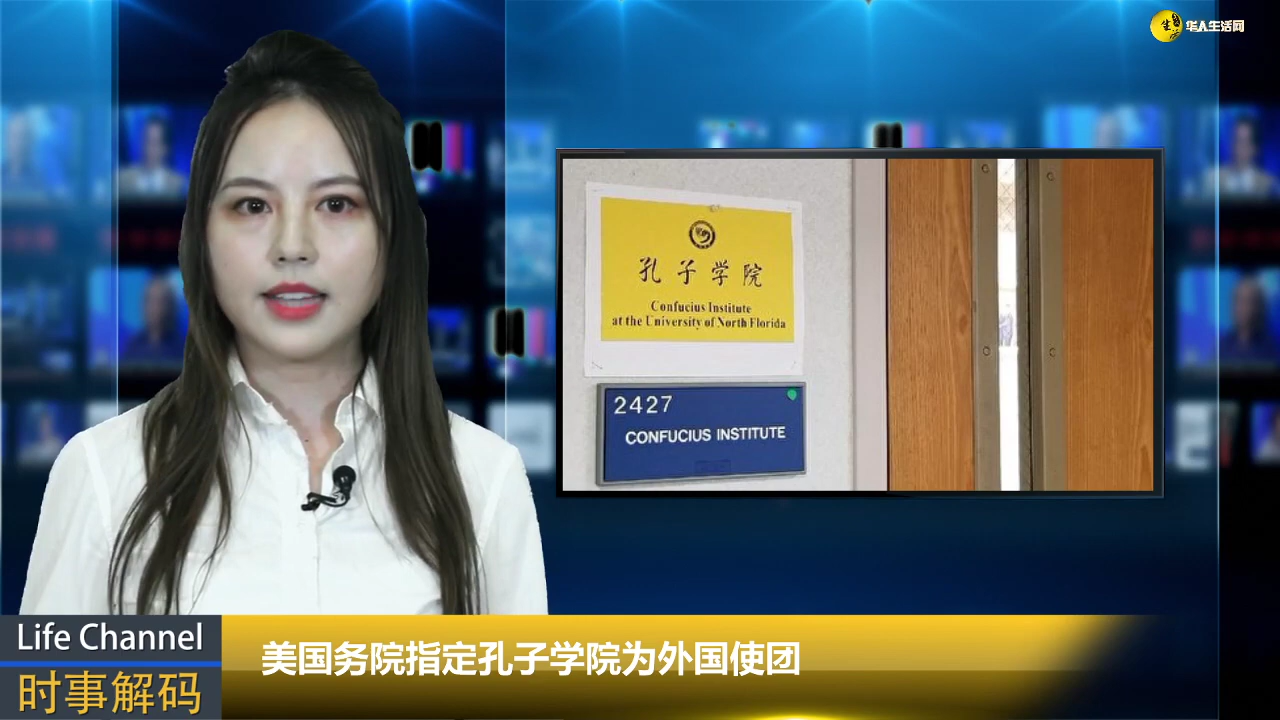 华人生活网
孔子学院
Confucius Institute
at the University of North Florida
2427
CONFUCIUS INSTITUTE
Life Channel
时事解码
美国务院指定孔子学院为外国使团